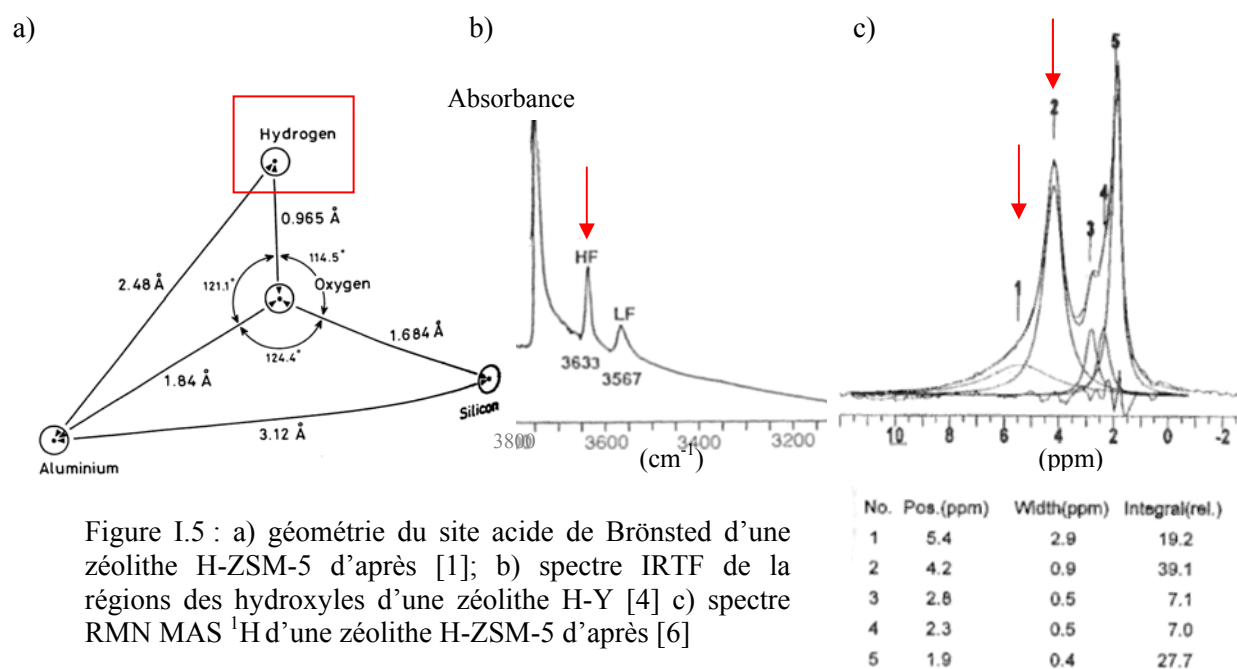 a)
b)
c)
Hydrogen
0.965 Å
2.48 Å
121.1°
114.5°
Oxygen
124.4°
1.684 Å
1.84 Å
3.12 Å
Silicon
Aluminium
Absorbance
HF
LF
3633
3567
3800 3600 3400 3200
(cm-1)
1
2
3
4
5
10 8 6 4 2 0 -2
(ppm)
No. Pos.(ppm) Width(ppm) Integral(rel.)
1 5.4 2.9 19.2
2 4.2 0.9 39.1
3 2.8 0.5 7.1
4 2.3 0.5 7.0
5 1.9 0.4 27.7
Figure I.5 : a) géométrie du site acide de Brönsted d’une
zéolithe H-ZSM-5 d’après [1]; b) spectre IRTF de la
régions des hydroxyles d’une zéolithe H-Y [4] c) spectre
RMN MAS 1H d’une zéolithe H-ZSM-5 d’après [6]